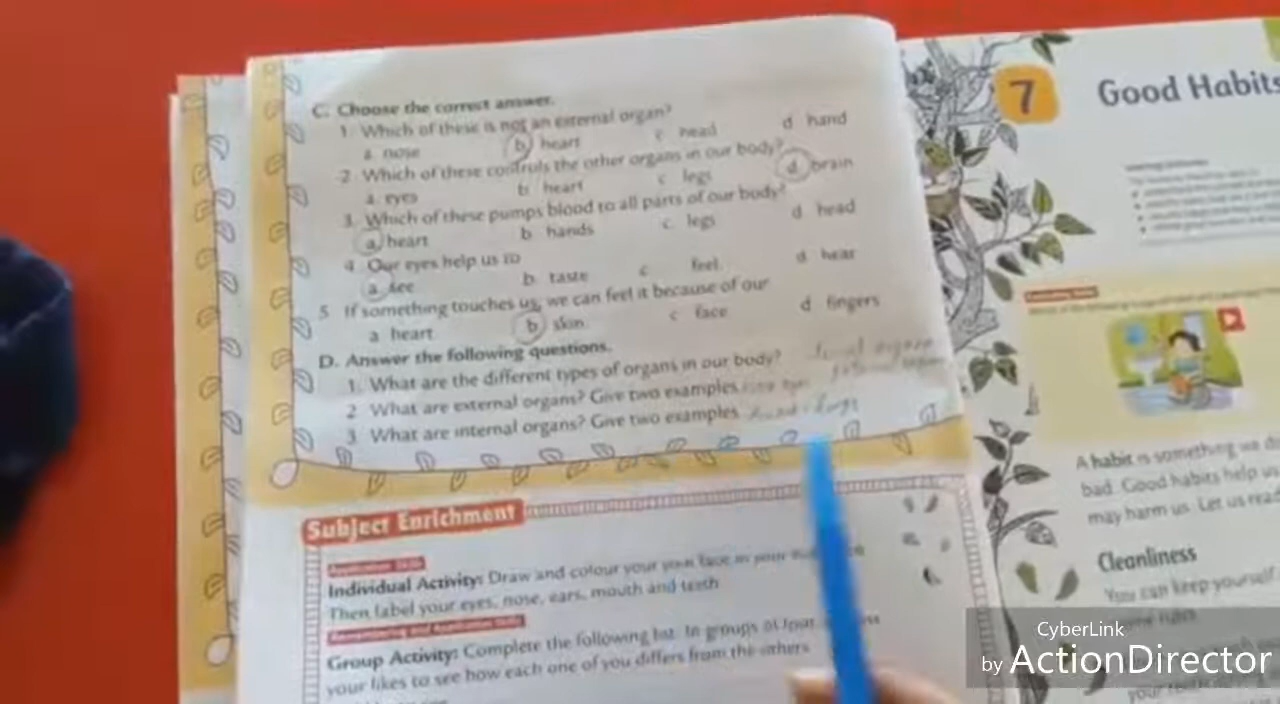 C. Choose the correct answer.
1. Which of these is not an external organ?
a. nose b. heart c. head d. hand
2. Which of these controls the other organs in our body?
a. eyes b. heart c. legs d. brain
3. Which of these pumps blood to all parts of our body?
a. heart b. hands c. legs d. head
4. Our eyes help us to
a. see b. taste c. feel d. hear
5. If something touches us, we can feel it because of our
a. heart b. skin c. face d. fingers
D. Answer the following questions.
1. What are the different types of organs in our body?
2. What are external organs? Give two examples
3. What are internal organs? Give two examples
Subject Enrichment
Application Skills
Individual Activity: Draw and colour your face in your
Then label your eyes, nose, ears, mouth and teeth
Remembering and Application Skills
Group Activity: Complete the following list. In groups of four
your likes to see how each one of you differs from the others
7
Good Habits
A habit is something we
bad. Good habits help us
may harm us. Let us
Cleanliness
You can keep yourself
CyberLink
by ActionDirector